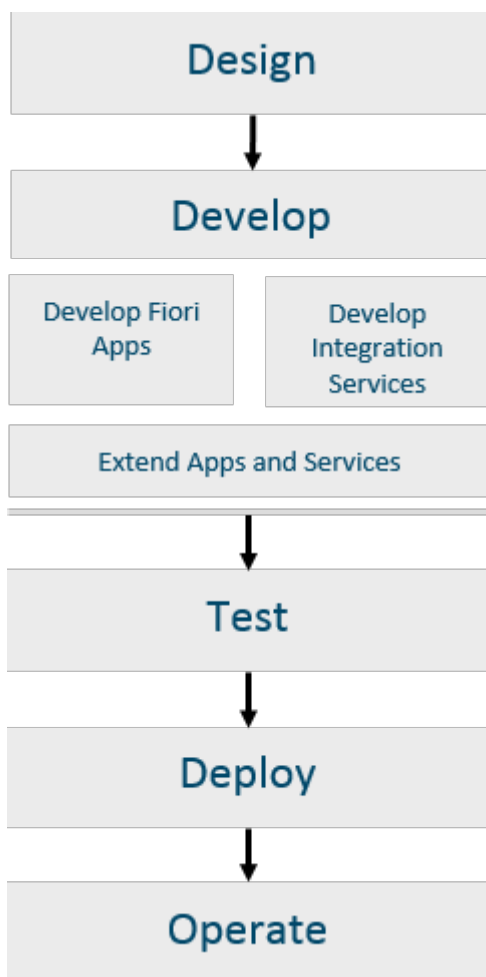 Design
Develop
Develop Fiori
Apps
Develop
Integration
Services
Extend Apps and Services
Test
Deploy
Operate